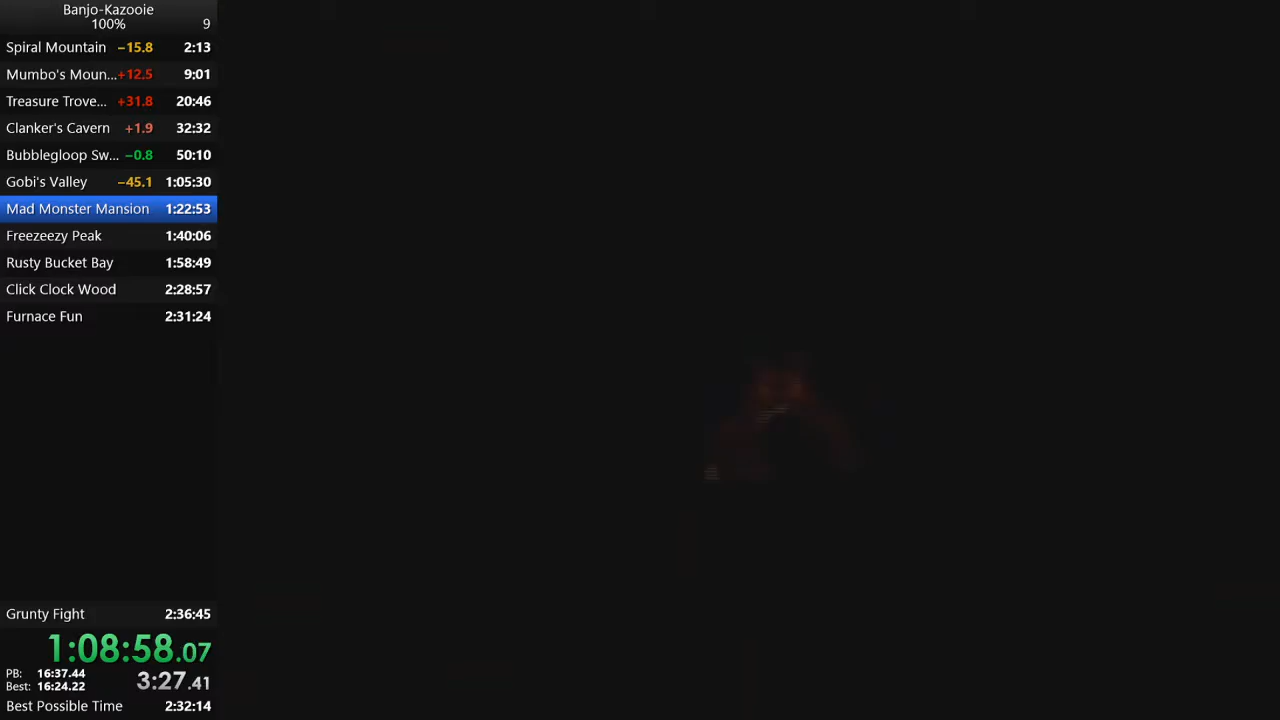 Banjo-Kazooie
100% 9
Spiral Mountain −15.8 2:13
Mumbo's Moun... +12.5 9:01
Treasure Trove... +31.8 20:46
Clanker's Cavern +1.9 32:32
Bubblegloop Sw... −0.8 50:10
Gobi's Valley −45.1 1:05:30
Mad Monster Mansion 1:22:53
Freezeezy Peak 1:40:06
Rusty Bucket Bay 1:58:49
Click Clock Wood 2:28:57
Furnace Fun 2:31:24
Grunty Fight 2:36:45
1:08:58.07
PB: 16:37.44
Best: 16:24.22
3:27.41
Best Possible Time 2:32:14